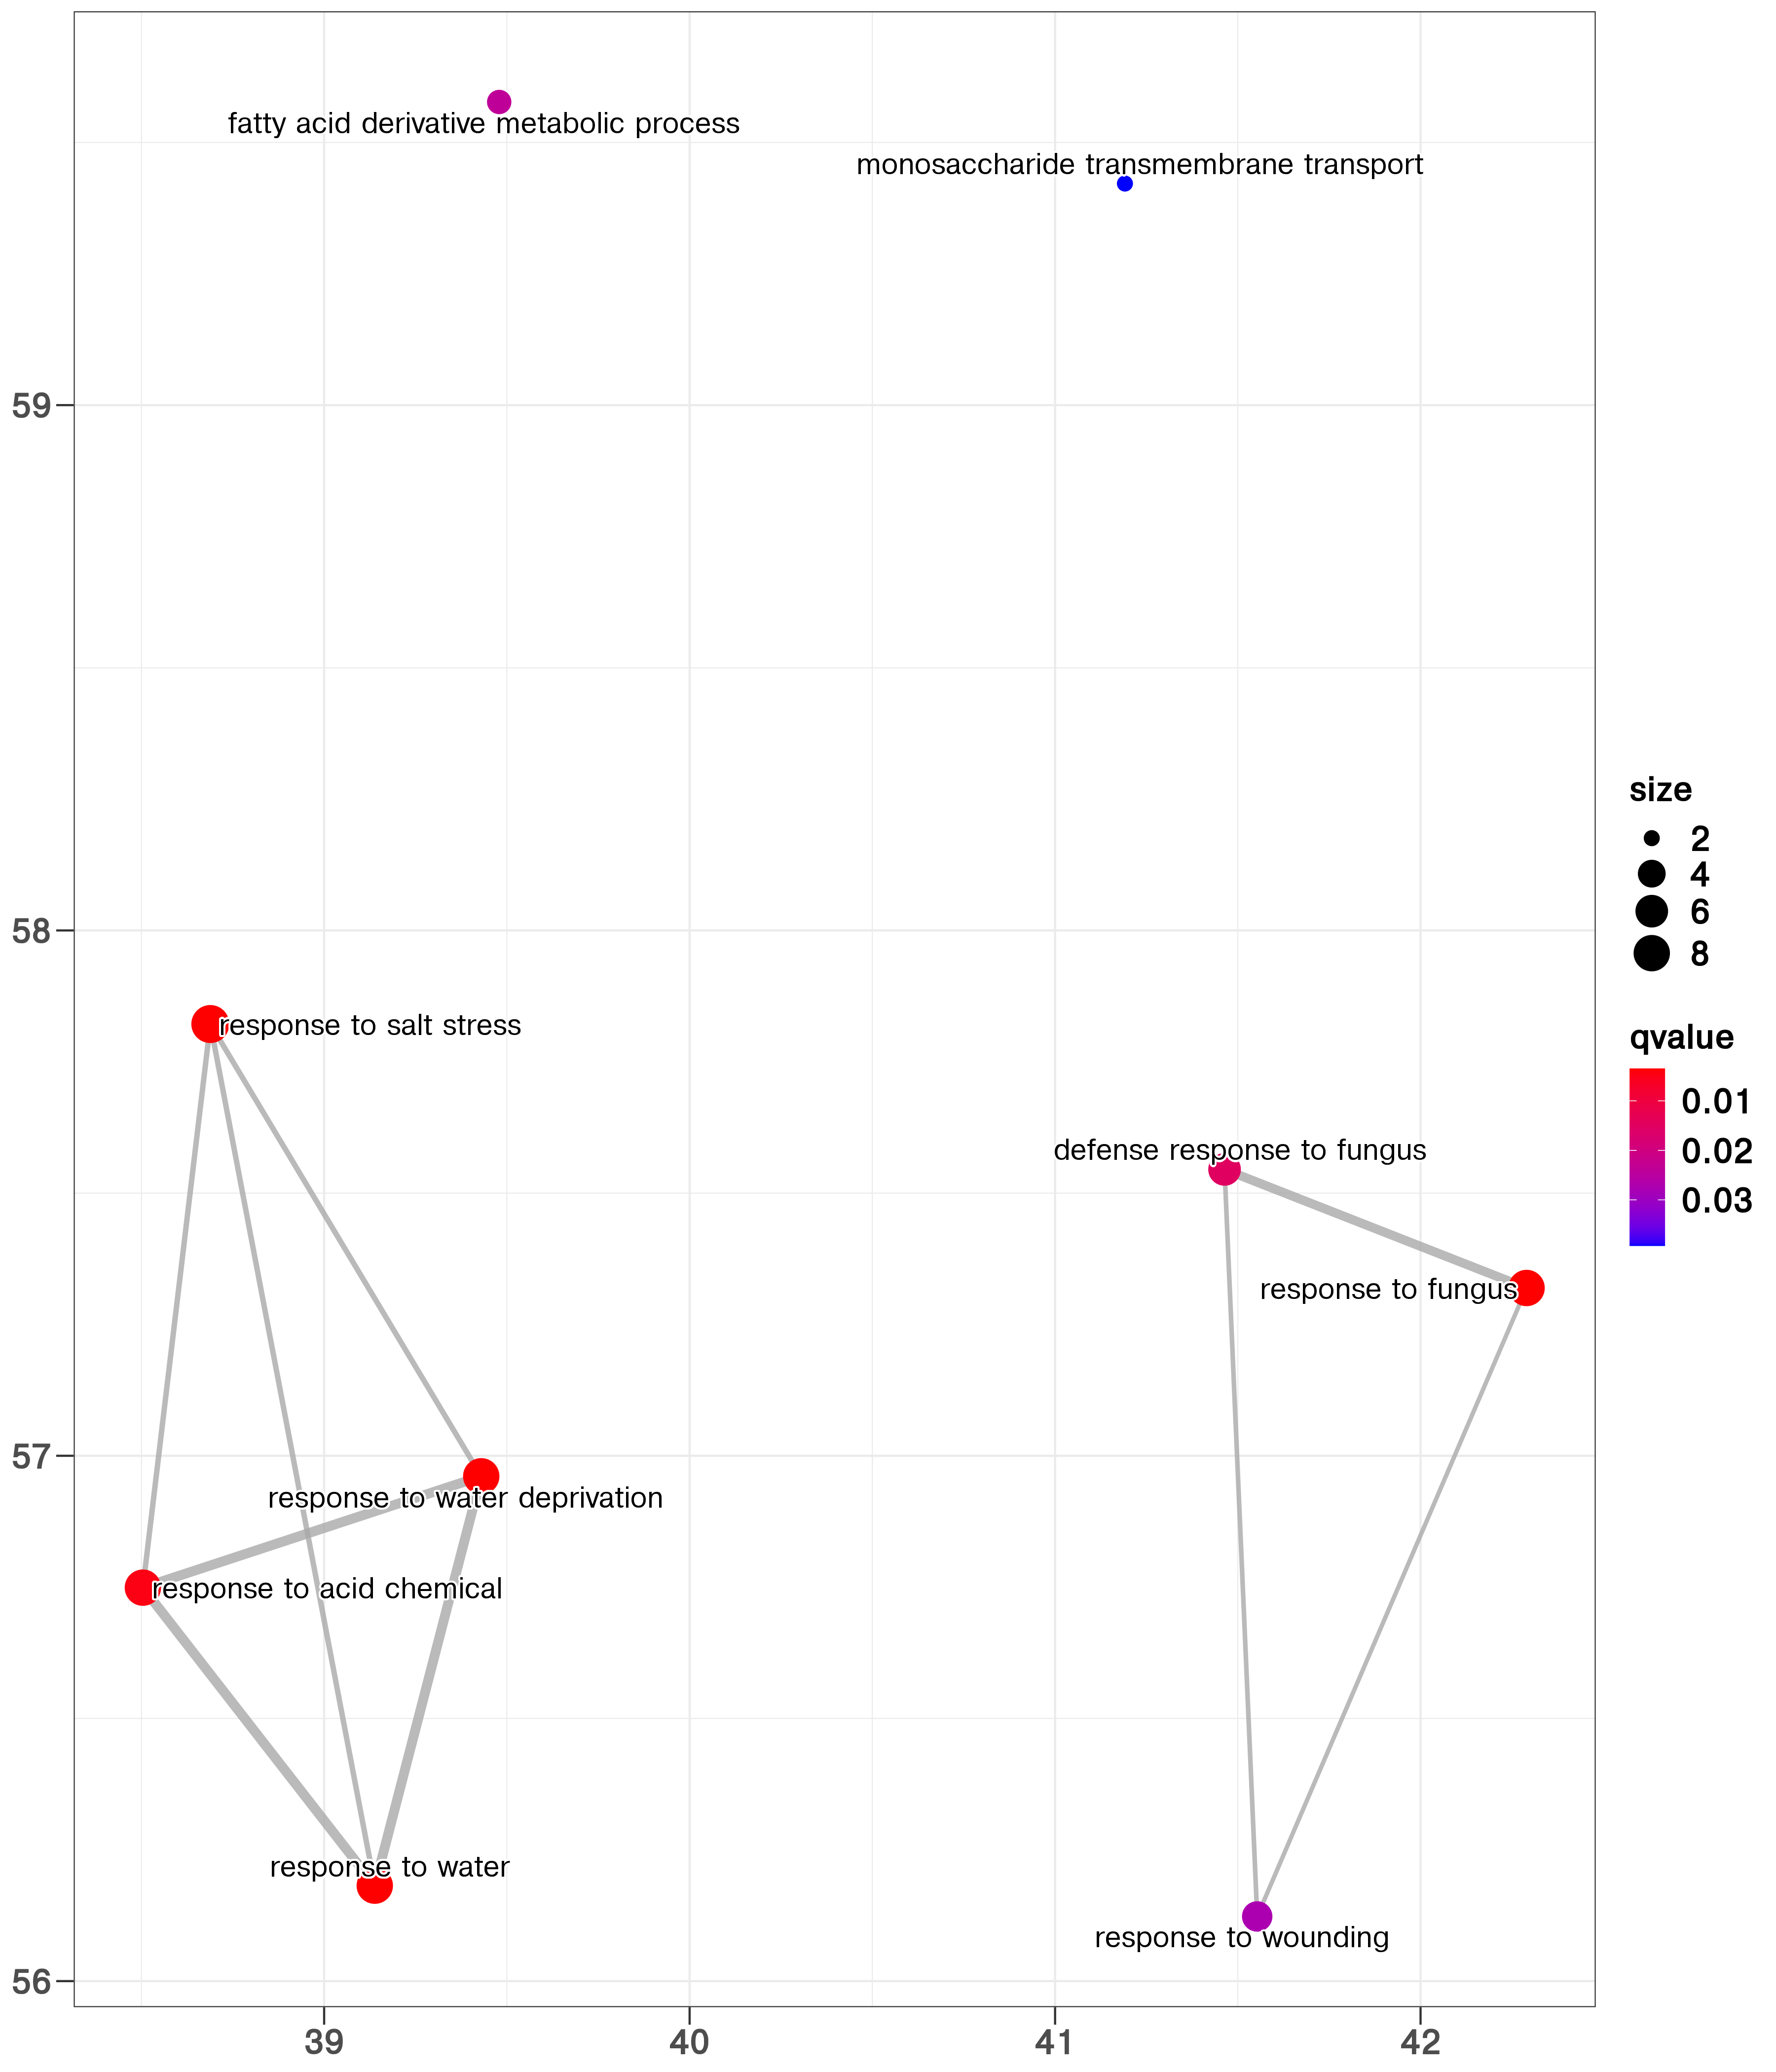 fatty acid derivative metabolic process
monosaccharide transmembrane transport
59
58
response to salt stress
defense response to fungus
response to fungus
57
response to water deprivation
response to acid chemical
response to water
response to wounding
56
39
40
41
42
size
2
4
6
8
qvalue
0.01
0.02
0.03